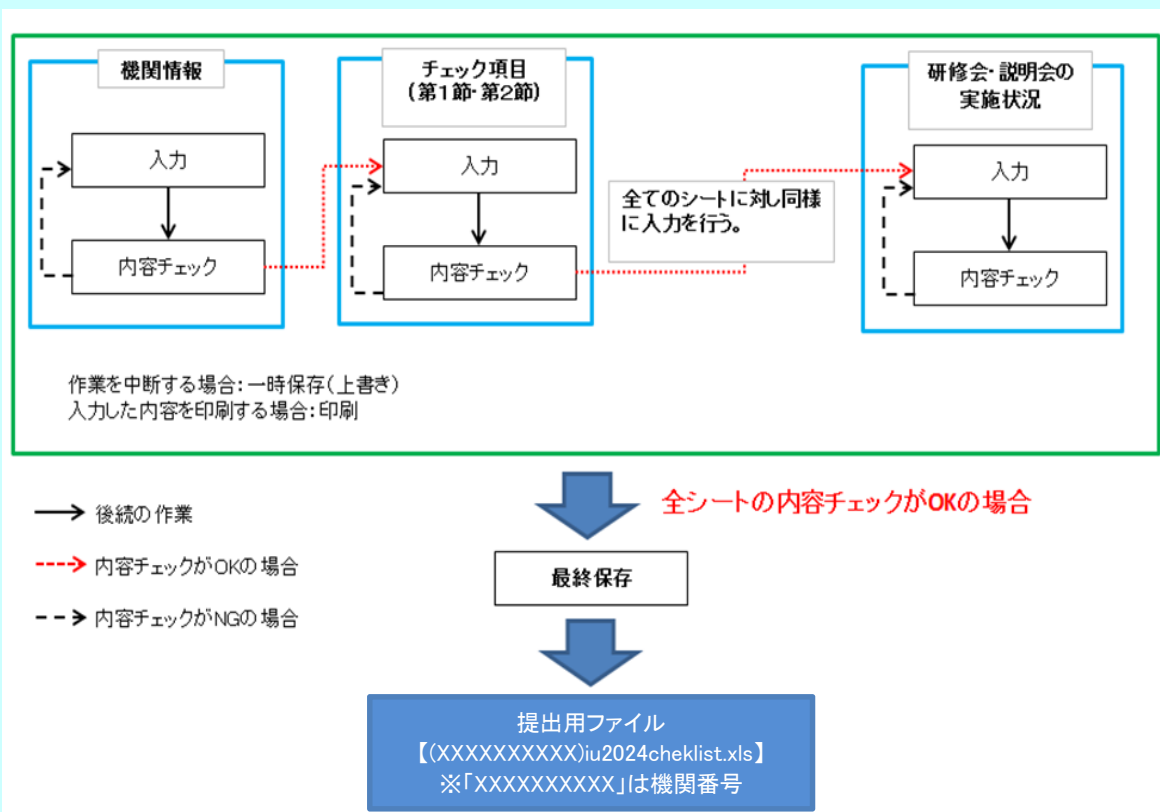 機関情報
入力
内容チェック
チェック項目
(第1節・第2節)
入力
内容チェック
全てのシートに対し同様
に入力を行う。
研修会・説明会の
実施状況
入力
内容チェック
作業を中断する場合：一時保存(上書き)
入力した内容を印刷する場合：印刷
後続の作業
内容チェックがOKの場合
内容チェックがNGの場合
全シートの内容チェックがOKの場合
最終保存
提出用ファイル
【(XXXXXXXXXX)iu2024cheklist.xls】
※「XXXXXXXXXX」は機関番号